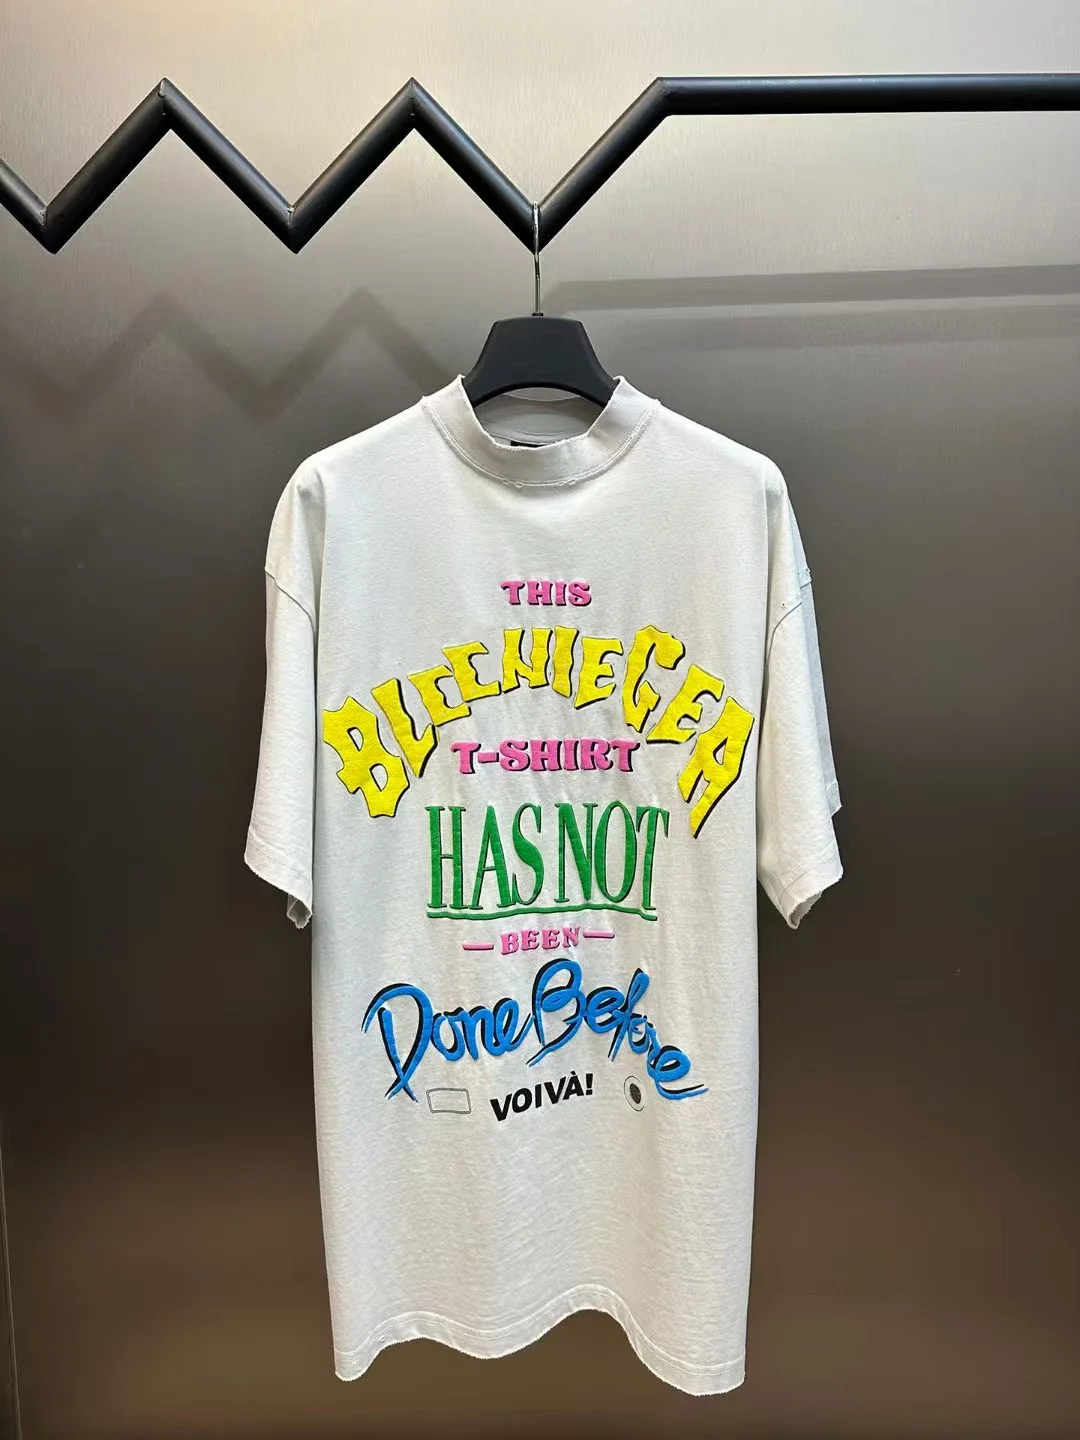 THIS
BLEENIEGER
T-SHIRT
HAS NOT
BEEN
Done Before
VOIVÀ!